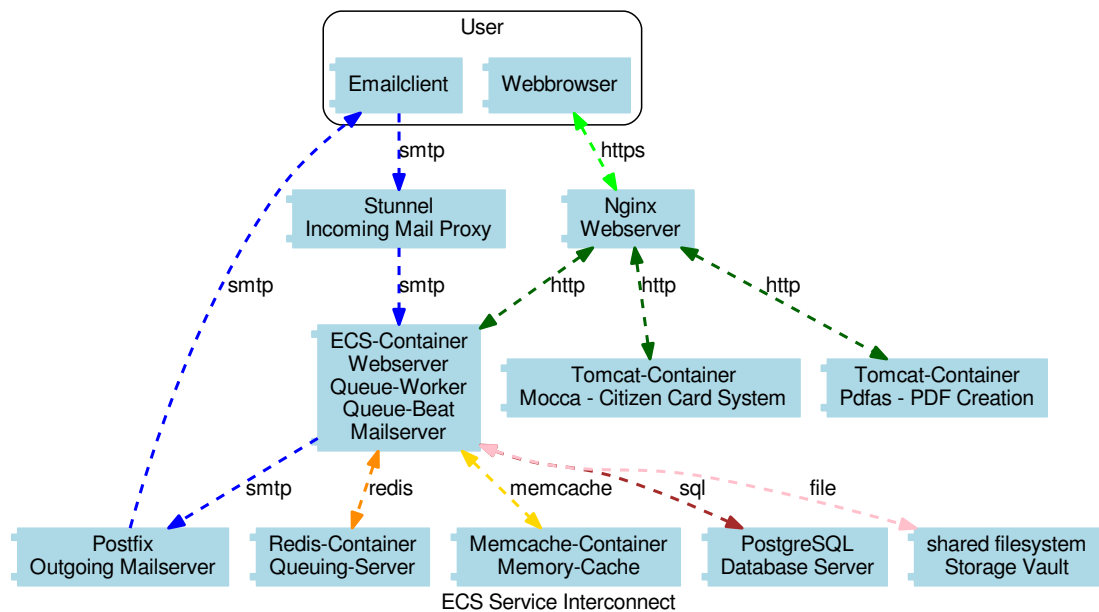 User
Emailclient
Webbrowser
smtp
https
Stunnel
Incoming Mail Proxy
Nginx
Webserver
smtp
smtp
http
http
http
ECS-Container
Webserver
Queue-Worker
Queue-Beat
Mailserver
Tomcat-Container
Mocca - Citizen Card System
Tomcat-Container
Pdfas - PDF Creation
smtp
redis
memcache
sql
file
Postfix
Outgoing Mailserver
Redis-Container
Queuing-Server
Memcache-Container
Memory-Cache
PostgreSQL
Database Server
shared filesystem
Storage Vault
ECS Service Interconnect